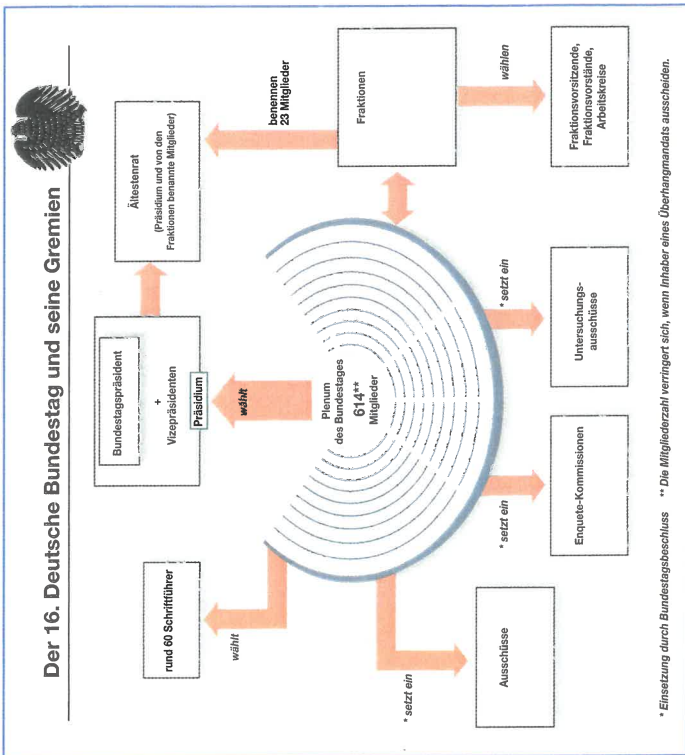 Der 16. Deutsche Bundestag und seine Gremien
rund 60 Schriftführer
Bundestagspräsident
+
Vizepräsidenten
Präsidium
Ältestenrat
(Präsidium und von den
Fraktionen benannte Mitglieder)
wählt
wählt
benennen
23 Mitglieder
Plenum
des Bundestages
614**
Mitglieder
Fraktionen
* setzt ein
* setzt ein
* setzt ein
wählen
Ausschüsse
Enquete-Kommissionen
Untersuchungs-
ausschüsse
Fraktionsvorsitzende,
Fraktionsvorstände,
Arbeitskreise
* Einsetzung durch Bundestagsbeschluss ** Die Mitgliederzahl verringert sich, wenn Inhaber eines Überhangmandats ausscheiden.